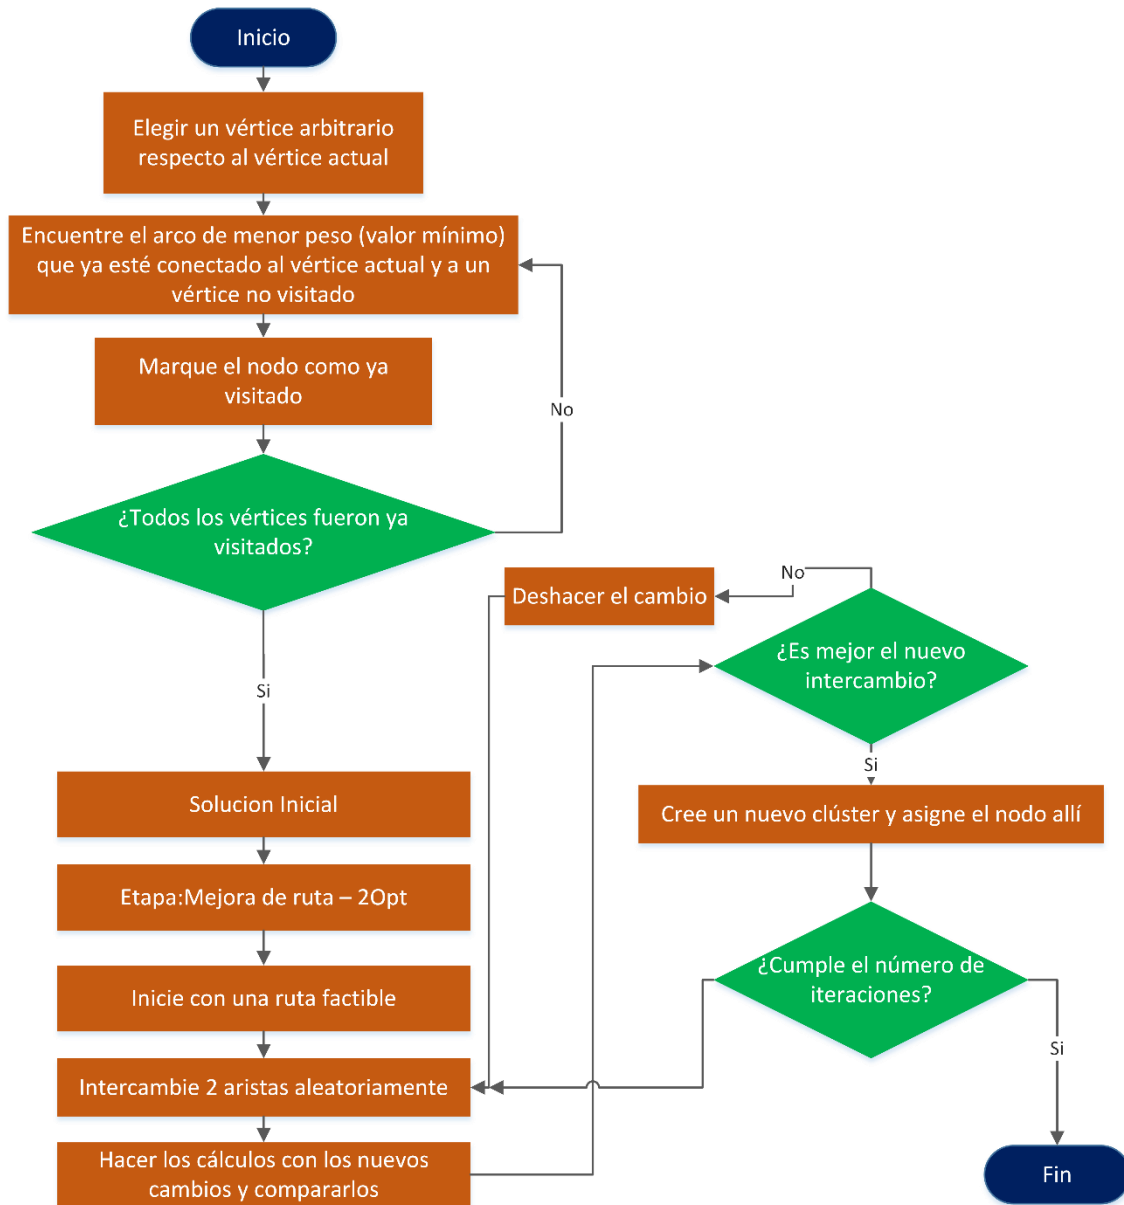 Inicio
Elegir un vértice arbitrario
respecto al vértice actual
Encuentre el arco de menor peso (valor mínimo)
que ya esté conectado al vértice actual y a un
vértice no visitado
Marque el nodo como ya
visitado
No
¿Todos los vértices fueron ya
visitados?
Si
Solucion Inicial
Etapa:Mejora de ruta – 2Opt
Inicie con una ruta factible
Intercambie 2 aristas aleatoriamente
Hacer los cálculos con los nuevos
cambios y compararlos
No
Deshacer el cambio
¿Es mejor el nuevo
intercambio?
Si
Cree un nuevo clúster y asigne el nodo allí
¿Cumple el número de
iteraciones?
Si
Fin